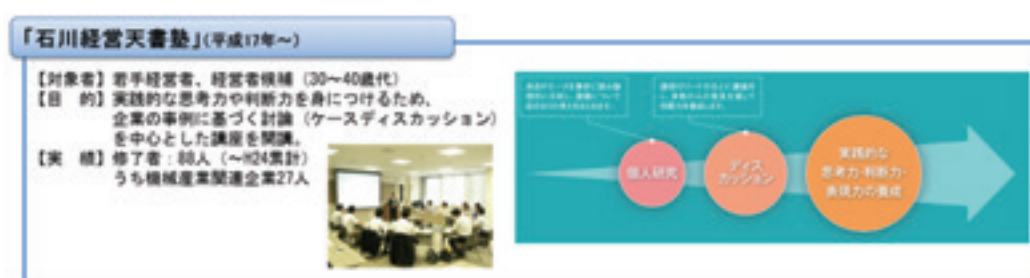 「石川経営天書塾」(平成17年～)
【対象者】若手経営者、経営者候補（30～40歳代）
【目　的】実践的な思考力や判断力を身につけるため、
企業の事例に基づく討論（ケースディスカッション）
を中心とした講座を開講。
【実　績】修了者：88人（～H24累計）
うち機械産業関連企業27人
個人研究
ディス
カッション
実践的な
思考力・判断力・
表現力の養成